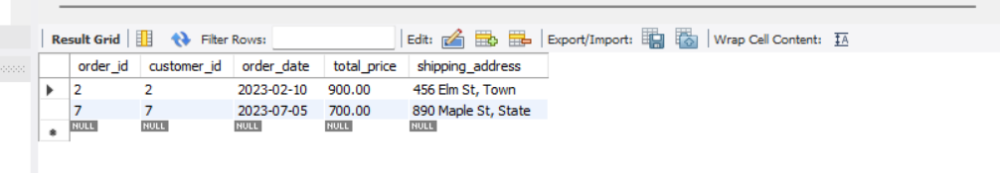 Result Grid Filter Rows: Edit: Export/Import: Wrap Cell Content: IA
order_id customer_id order_date total_price shipping_address
2 2 2023-02-10 900.00 456 Elm St, Town
7 7 2023-07-05 700.00 890 Maple St, State
NULL NULL NULL NULL NULL